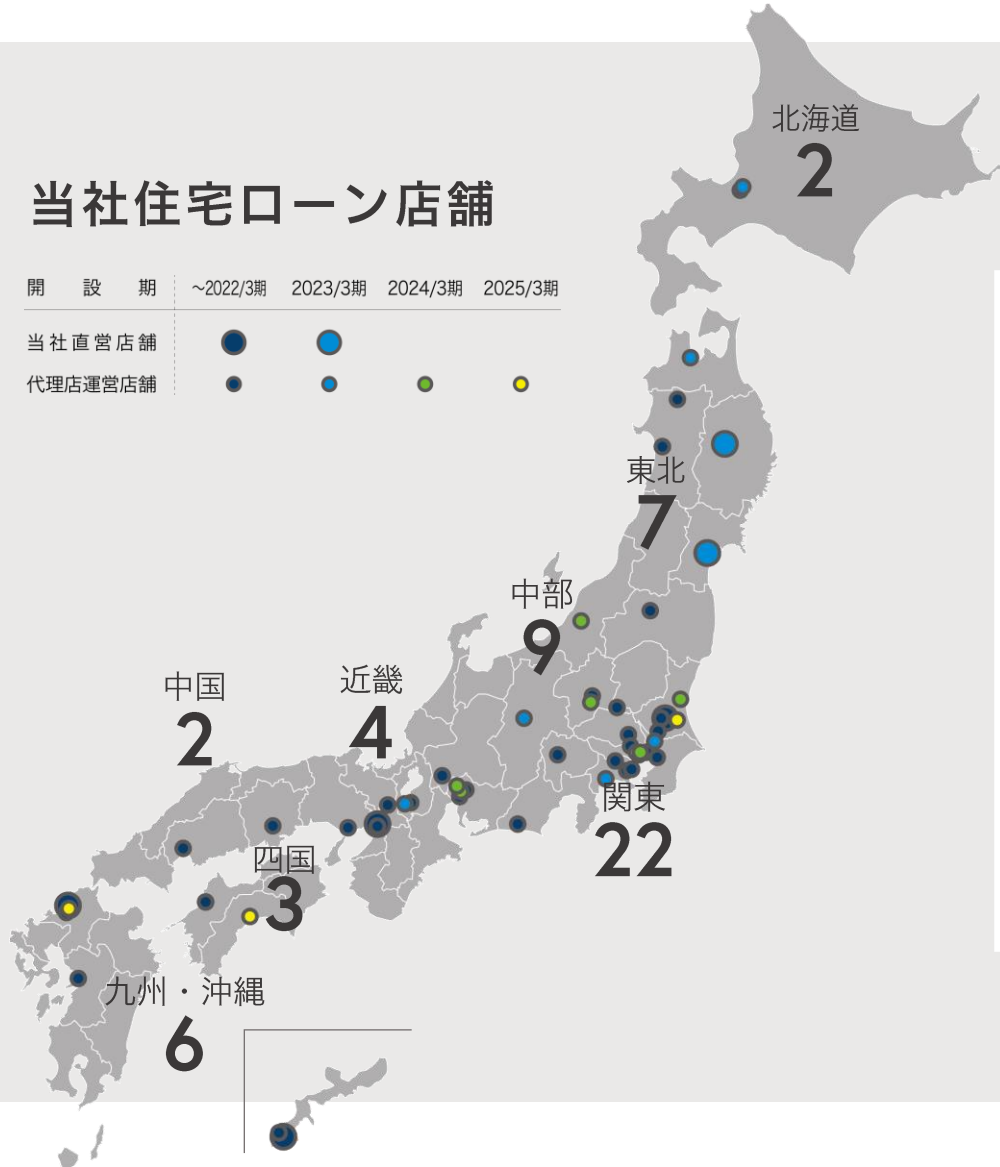 北海道
2
当社住宅ローン店舗
開設期 ～2022/3期 2023/3期 2024/3期 2025/3期
当社直営店舗
代理店運営店舗
東北
7
中部
9
近畿
4
中国
2
関東
22
四国
3
九州・沖縄
6